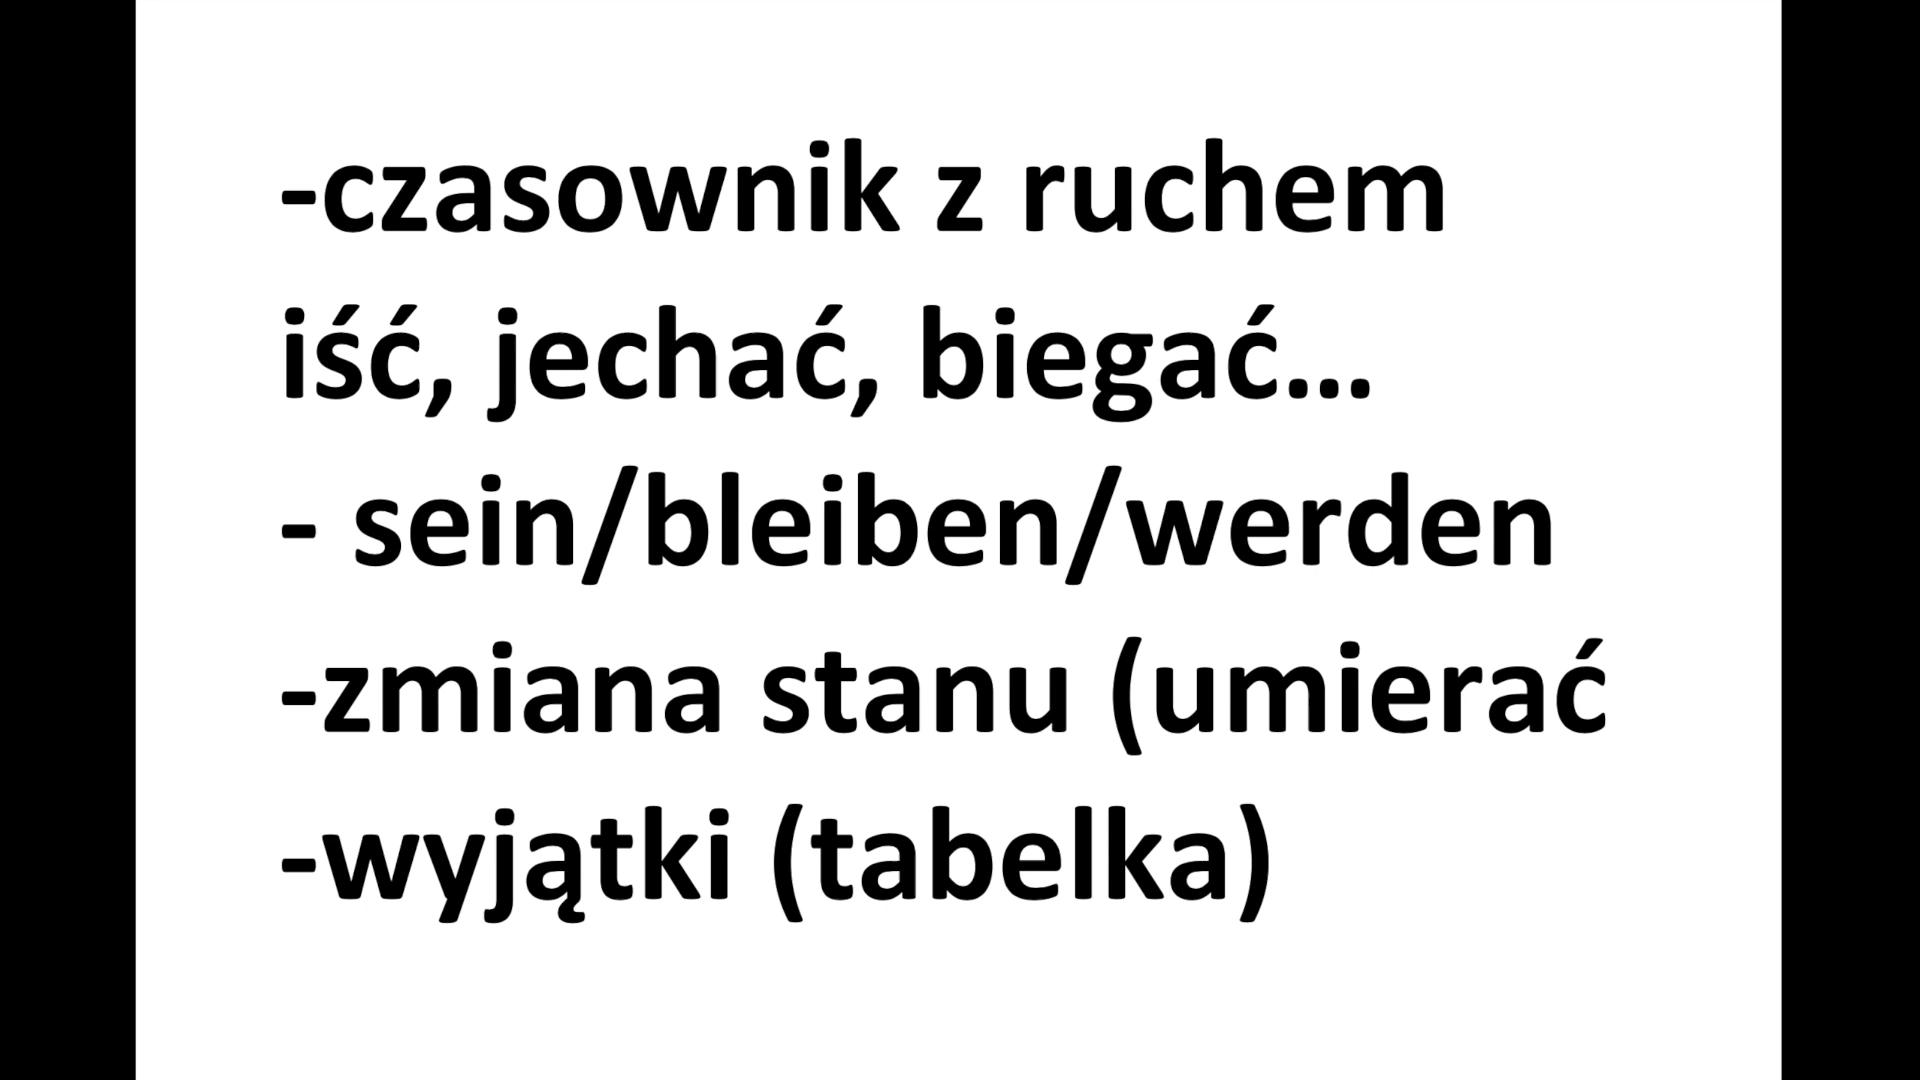 -czasownik z ruchem
iść, jechać, biegać...
- sein/bleiben/werden
-zmiana stanu (umierać
-wyjątki (tabelka)